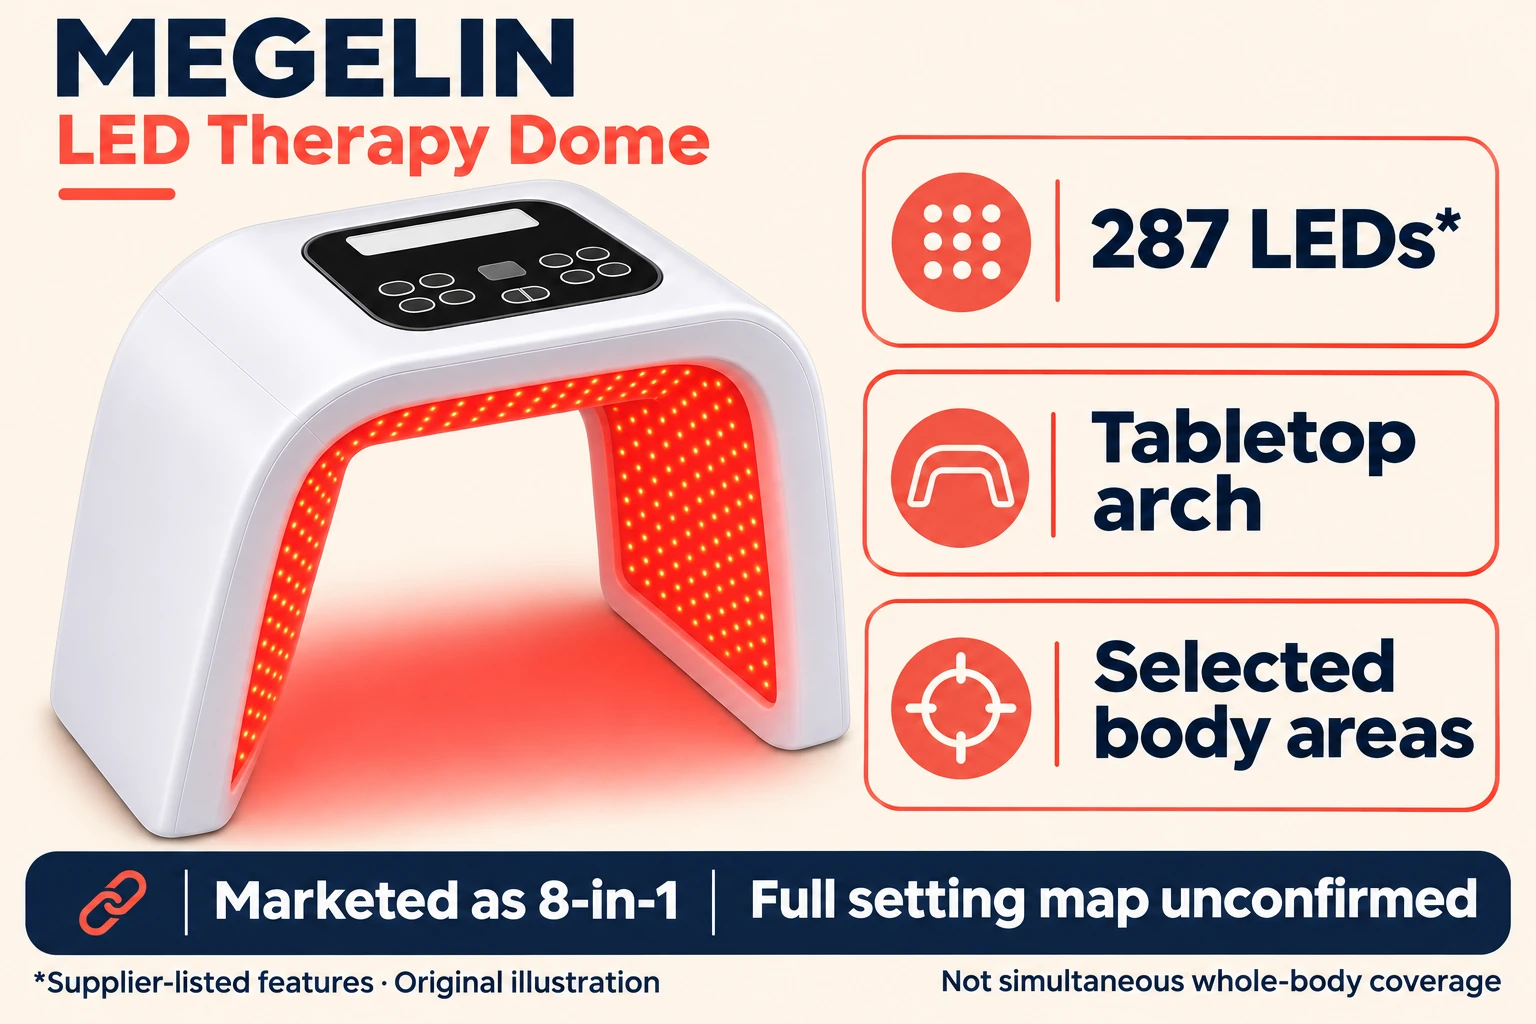 MEGELIN
LED Therapy Dome
287 LEDs*
Tabletop
arch
Selected
body areas
Marketed as 8-in-1
Full setting map unconfirmed
*Supplier-listed features · Original illustration
Not simultaneous whole-body coverage